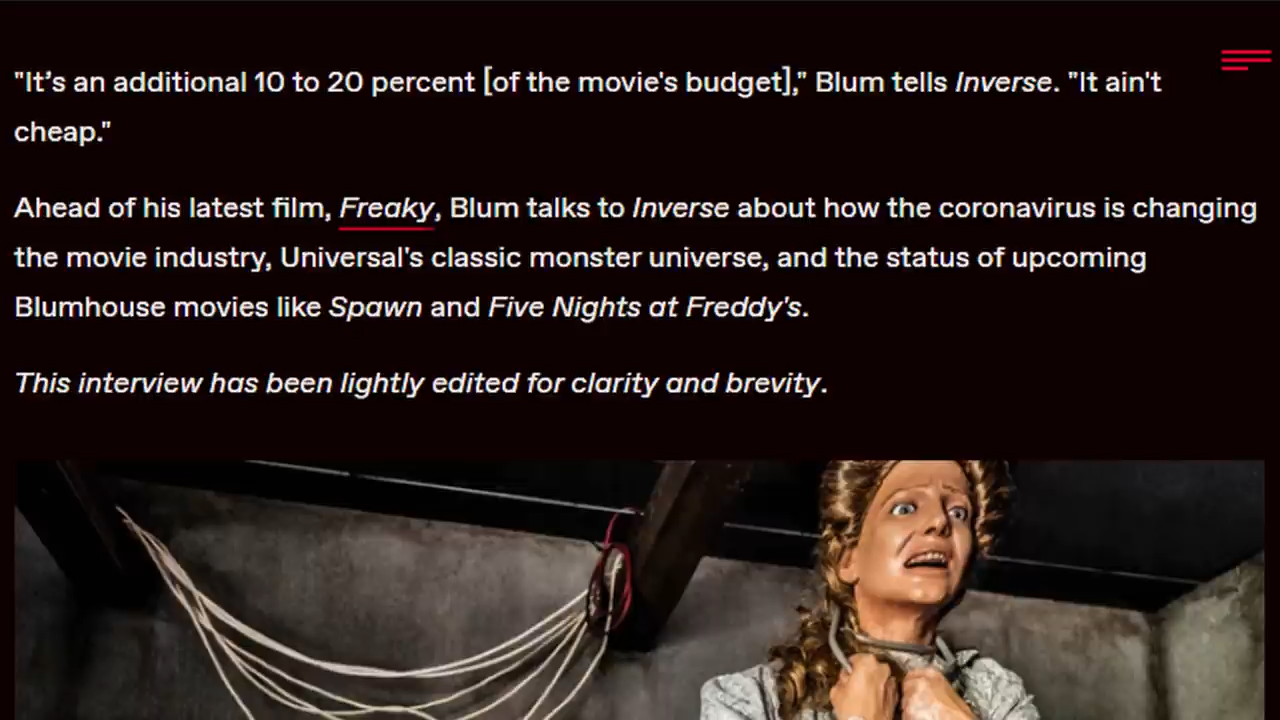 "It’s an additional 10 to 20 percent [of the movie's budget]," Blum tells Inverse. "It ain't
cheap."
Ahead of his latest film, Freaky, Blum talks to Inverse about how the coronavirus is changing
the movie industry, Universal's classic monster universe, and the status of upcoming
Blumhouse movies like Spawn and Five Nights at Freddy's.
This interview has been lightly edited for clarity and brevity.